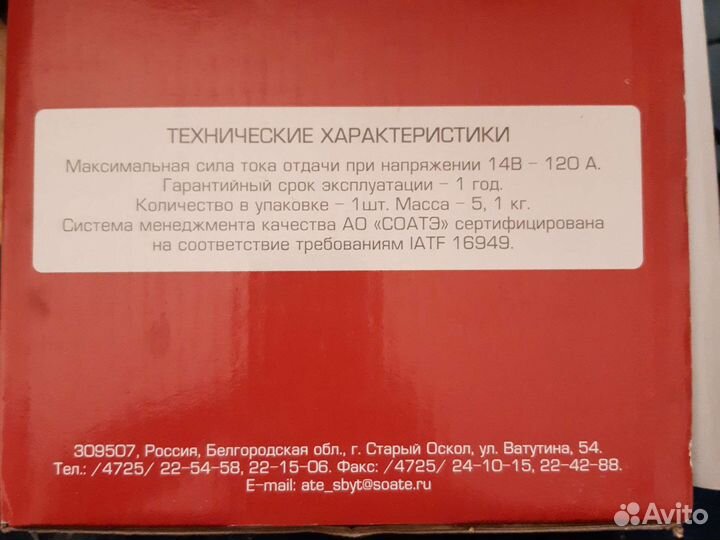 ТЕХНИЧЕСКИЕ ХАРАКТЕРИСТИКИ
Максимальная сила тока отдачи при напряжении 14В – 120 А.
Гарантийный срок эксплуатации – 1 год.
Количество в упаковке – 1шт. Масса – 5, 1 кг.
Система менеджмента качества АО «СОАТЭ» сертифицирована
на соответствие требованиям IATF 16949.
309507, Россия, Белгородская обл., г. Старый Оскол, ул. Ватутина, 54.
Тел.: /4725/ 22-54-58, 22-15-06. Факс: /4725/ 24-10-15, 22-42-88.
E-mail: ate_sbyt@soate.ru
Avito